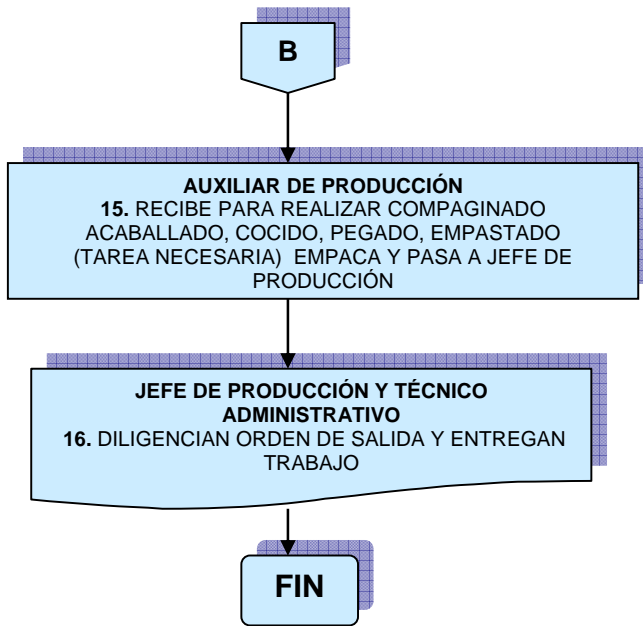 B
AUXILIAR DE PRODUCCIÓN
15. RECIBE PARA REALIZAR COMPAGINADO
ACABALLADO, COCIDO, PEGADO, EMPASTADO
(TAREA NECESARIA) EMPACA Y PASA A JEFE DE
PRODUCCIÓN
JEFE DE PRODUCCIÓN Y TÉCNICO
ADMINISTRATIVO
16. DILIGENCIAN ORDEN DE SALIDA Y ENTREGAN
TRABAJO
FIN